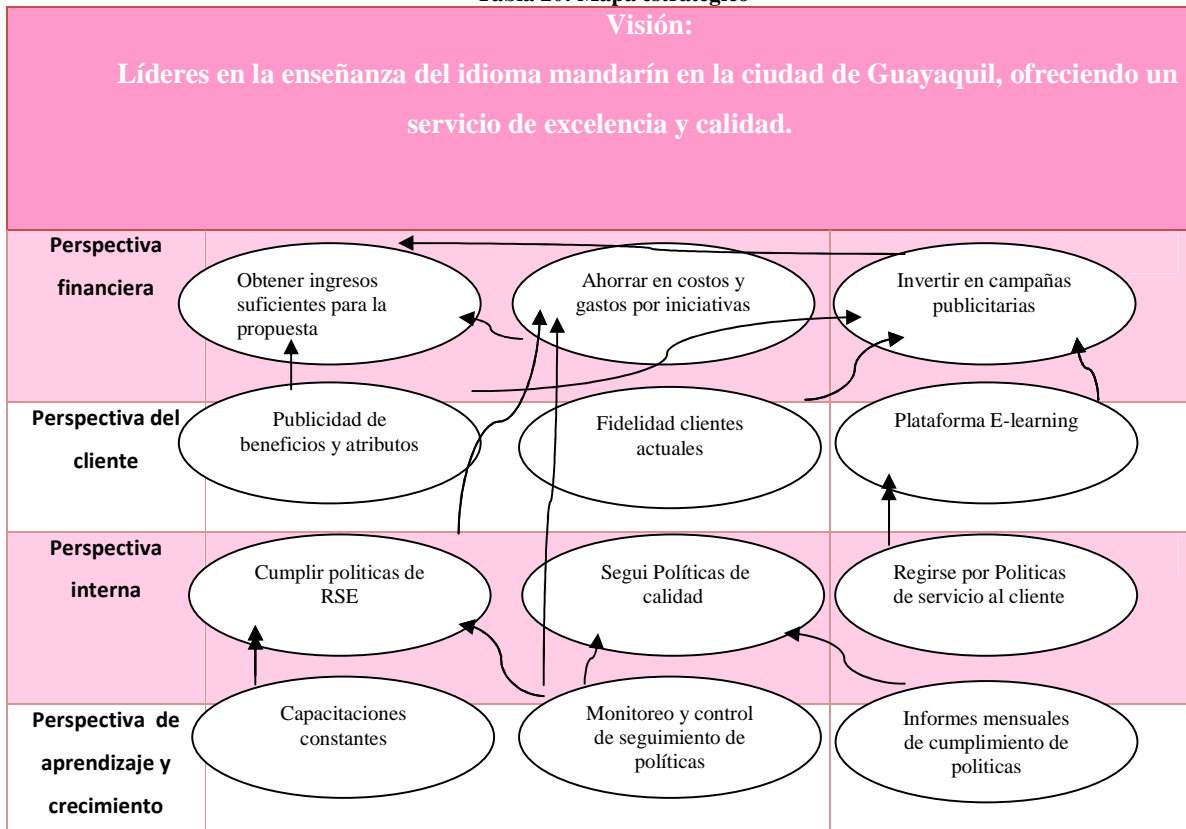 Tabla 20: Mapa estratégico
Visión:
Líderes en la enseñanza del idioma mandarín en la ciudad de Guayaquil, ofreciendo un
servicio de excelencia y calidad.
Perspectiva
financiera
Obtener ingresos
suficientes para la
propuesta
Ahorrar en costos y
gastos por iniciativas
Invertir en campañas
publicitarias
Perspectiva del
cliente
Publicidad de
beneficios y atributos
Fidelidad clientes
actuales
Plataforma E-learning
Perspectiva
interna
Cumplir politicas de
RSE
Segui Políticas de
calidad
Regirse por Politicas
de servicio al cliente
Perspectiva de
aprendizaje y
crecimiento
Capacitaciones
constantes
Monitoreo y control
de seguimiento de
políticas
Informes mensuales
de cumplimiento de
politicas